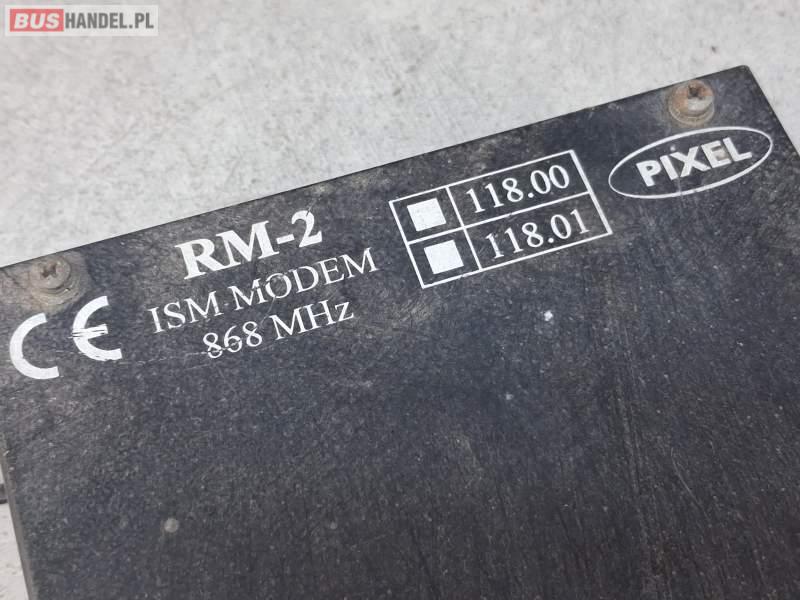 BUSHANDEL.PL
PIXEL
118.00
118.01
RM-2
ISM MODEM
868 MHz
CE